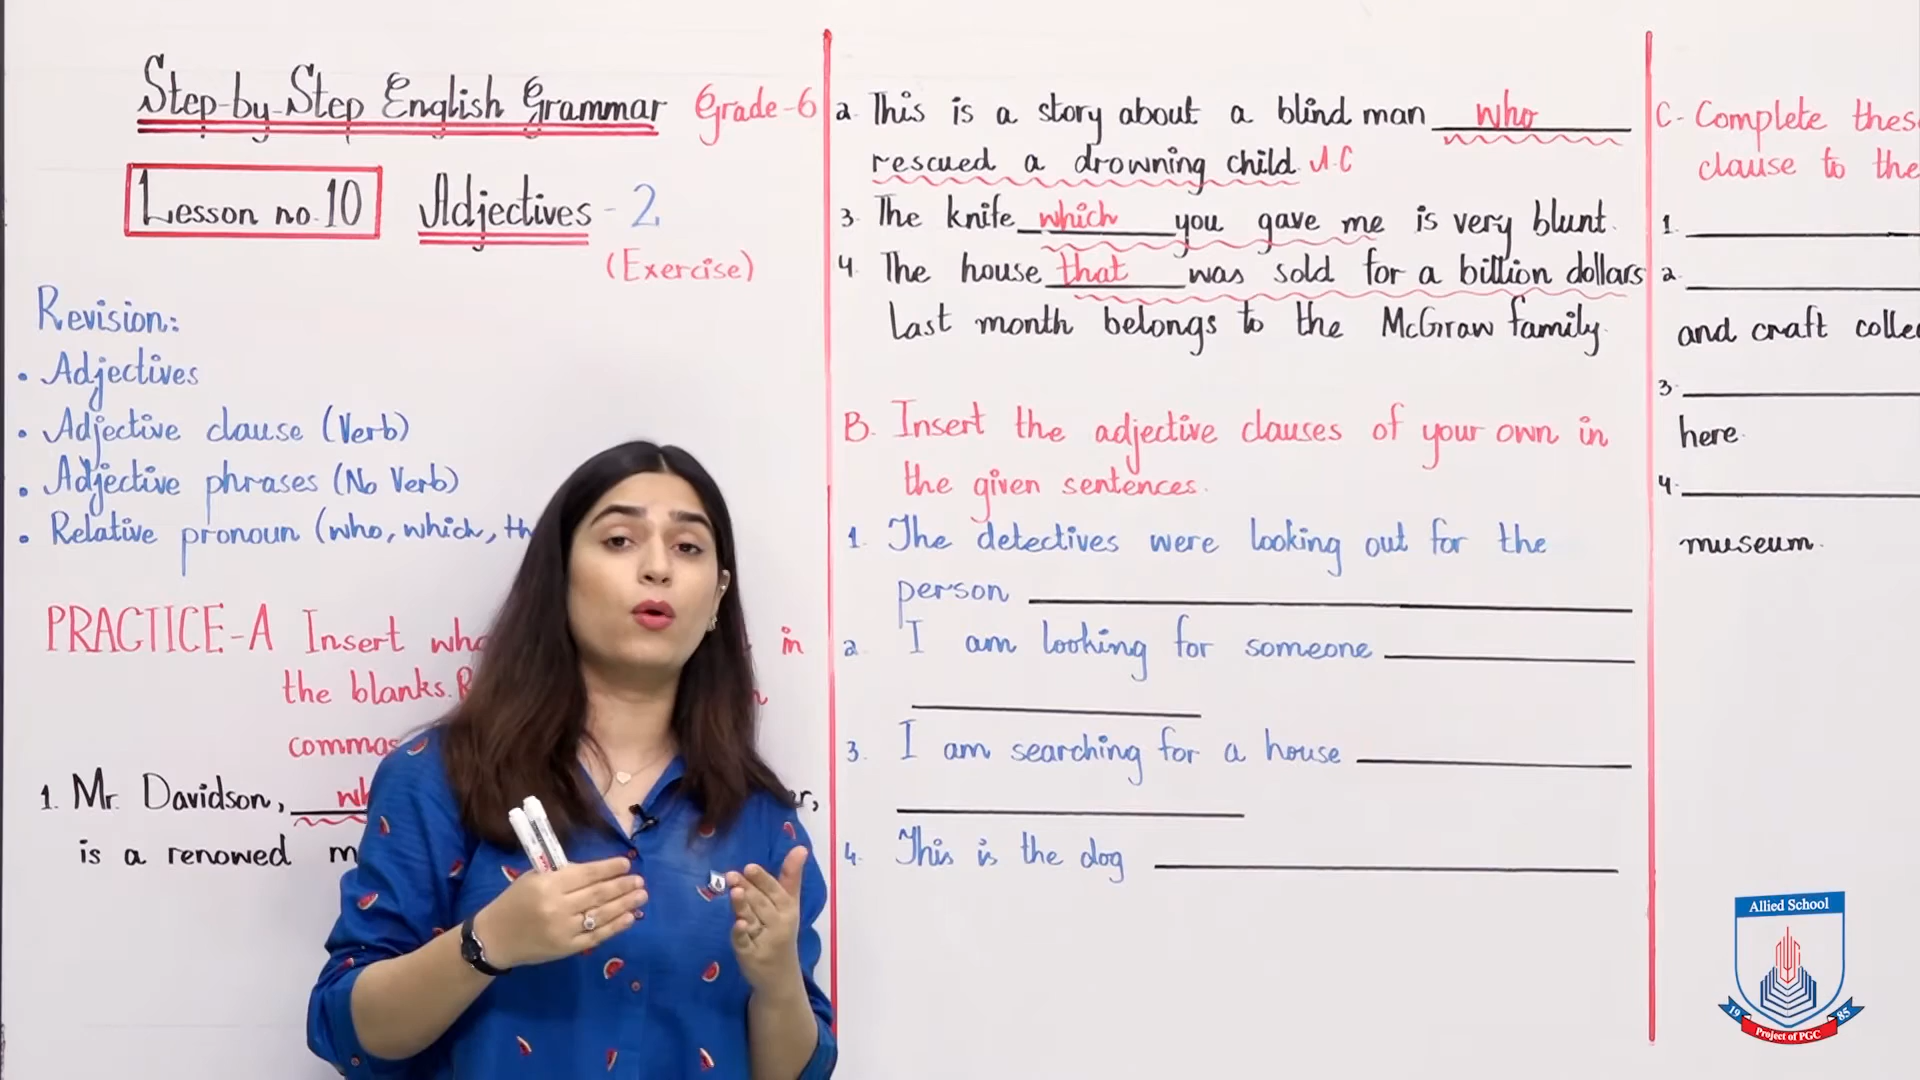 Step-by-Step English Grammar Grade-6
Lesson no. 10 Adjectives - 2
(Exercise)
Revision:
• Adjectives
• Adjective clause (Verb)
• Adjective phrases (No Verb)
• Relative pronoun (who, which,
PRACTICE-A Insert in
the blanks.
commas
1. Mr. Davidson,
is a renowed
2. This is a story about a blind man who
rescued a drowning child. A.C
3. The knife which you gave me is very blunt.
4. The house that was sold for a billion dollars
last month belongs to the McGraw family.
B. Insert the adjective clauses of your own in
the given sentences.
1. The detectives were looking out for the
person
2. I am looking for someone
3. I am searching for a house
4. This is the dog
C- Complete
clause to the
1.
2.
and craft
3.
here.
4.
museum.
Allied School
19 85
Project of PGC